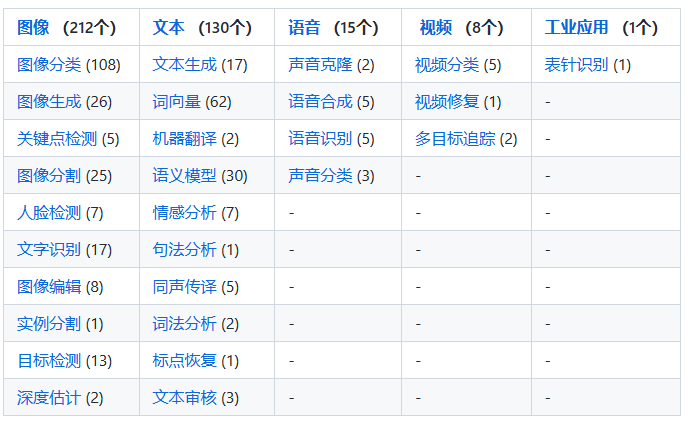 图像 (212个) 文本 (130个) 语音 (15个) 视频 (8个) 工业应用 (1个)
图像分类 (108) 文本生成 (17) 声音克隆 (2) 视频分类 (5) 表针识别 (1)
图像生成 (26) 词向量 (62) 语音合成 (5) 视频修复 (1) -
关键点检测 (5) 机器翻译 (2) 语音识别 (5) 多目标追踪 (2) -
图像分割 (25) 语义模型 (30) 声音分类 (3) - -
人脸检测 (7) 情感分析 (7) - - -
文字识别 (17) 句法分析 (1) - - -
图像编辑 (8) 同声传译 (5) - - -
实例分割 (1) 词法分析 (2) - - -
目标检测 (13) 标点恢复 (1) - - -
深度估计 (2) 文本审核 (3) - - -